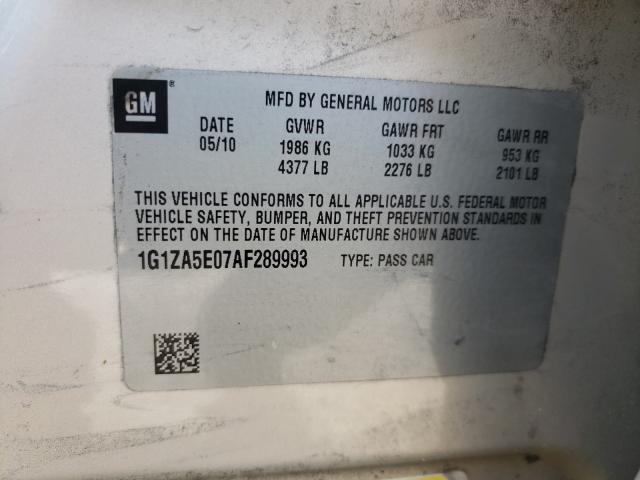 GM ®
MFD BY GENERAL MOTORS LLC
DATE GVWR GAWR FRT GAWR RR
05/10 1986 KG 1033 KG 953 KG
4377 LB 2276 LB 2101 LB
THIS VEHICLE CONFORMS TO ALL APPLICABLE U.S. FEDERAL MOTOR
VEHICLE SAFETY, BUMPER, AND THEFT PREVENTION STANDARDS IN
EFFECT ON THE DATE OF MANUFACTURE SHOWN ABOVE.
1G1ZA5E07AF289993 TYPE: PASS CAR